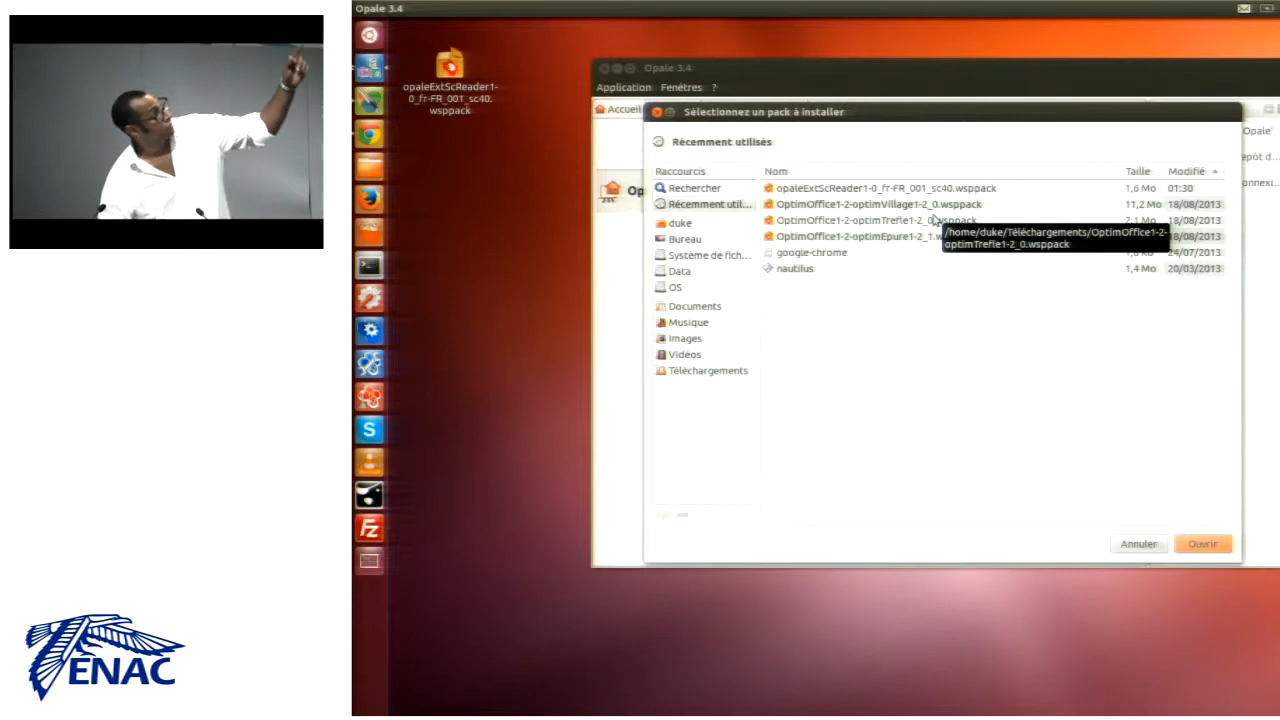 Opale 3.4
opaleExtScReader1-
0_fr-FR_001_sc40.
wsppack
Opale 3.4
Application Fenêtres ?
Accueil
Opale'
Sélectionnez un pack à installer
Récemment utilisés
Raccourcis Nom Taille Modifié
Rechercher opaleExtScReader1-0_fr-FR_001_sc40.wsppack 1,6 Mo 01:30
Récemment util... OptimOffice1-2-optimVillage1-2_0.wsppack 11,2 Mo 18/08/2013
duke OptimOffice1-2-optimTrefle1-2_0.wsppack 2,1 Mo 18/08/2013
Bureau OptimOffice1-2-optimEpure1-2_1.w 18/08/2013
/home/duke/Téléchargements/OptimOffice1-2-
optimTrefle1-2_0.wsppack
Système de fich... google-chrome 24/07/2013
Data nautilus 1,4 Mo 20/03/2013
OS
Documents
Musique
Images
Vidéos
Téléchargements
Annuler Ouvrir
S
Fz
ENAC